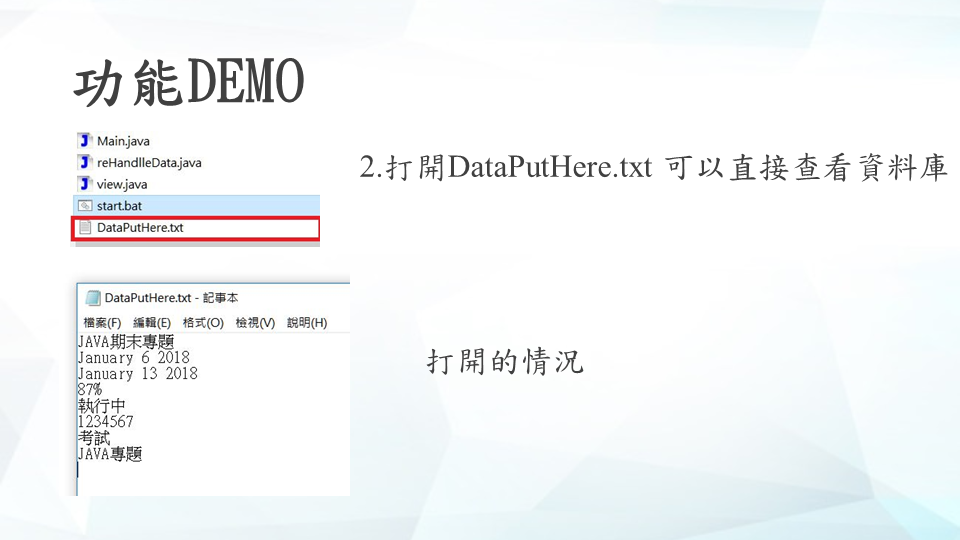 功能DEMO
Main.java
reHandlleData.java
view.java
start.bat
DataPutHere.txt
2.打開DataPutHere.txt 可以直接查看資料庫
DataPutHere.txt - 記事本
檔案(F) 編輯(E) 格式(O) 檢視(V) 說明(H)
JAVA期末專題
January 6 2018
January 13 2018
87%
執行中
1234567
考試
JAVA專題
打開的情況